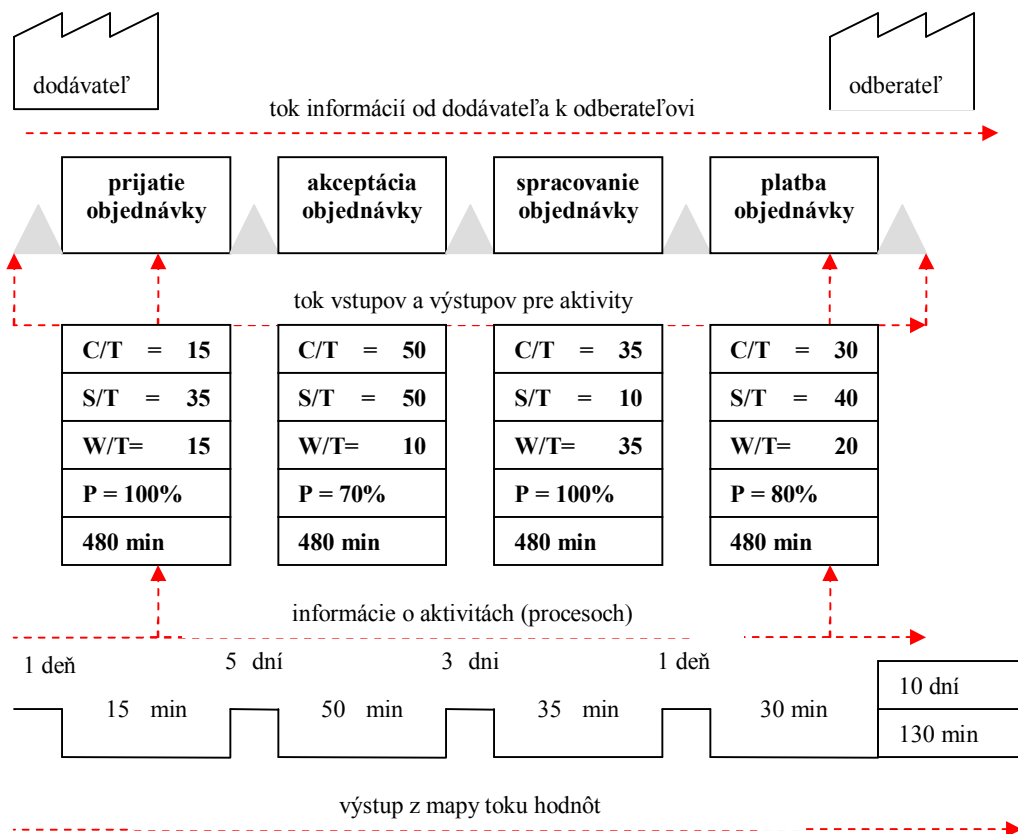 dodávateľ
odberateľ
tok informácií od dodávateľa k odberateľovi
prijatie
objednávky
akceptácia
objednávky
spracovanie
objednávky
platba
objednávky
tok vstupov a výstupov pre aktivity
C/T = 15
S/T = 35
W/T= 15
P = 100%
480 min
C/T = 50
S/T = 50
W/T= 10
P = 70%
480 min
C/T = 35
S/T = 10
W/T= 35
P = 100%
480 min
C/T = 30
S/T = 40
W/T= 20
P = 80%
480 min
informácie o aktivitách (procesoch)
1 deň 5 dní 3 dni 1 deň
10 dní
15 min 50 min 35 min 30 min
130 min
výstup z mapy toku hodnôt